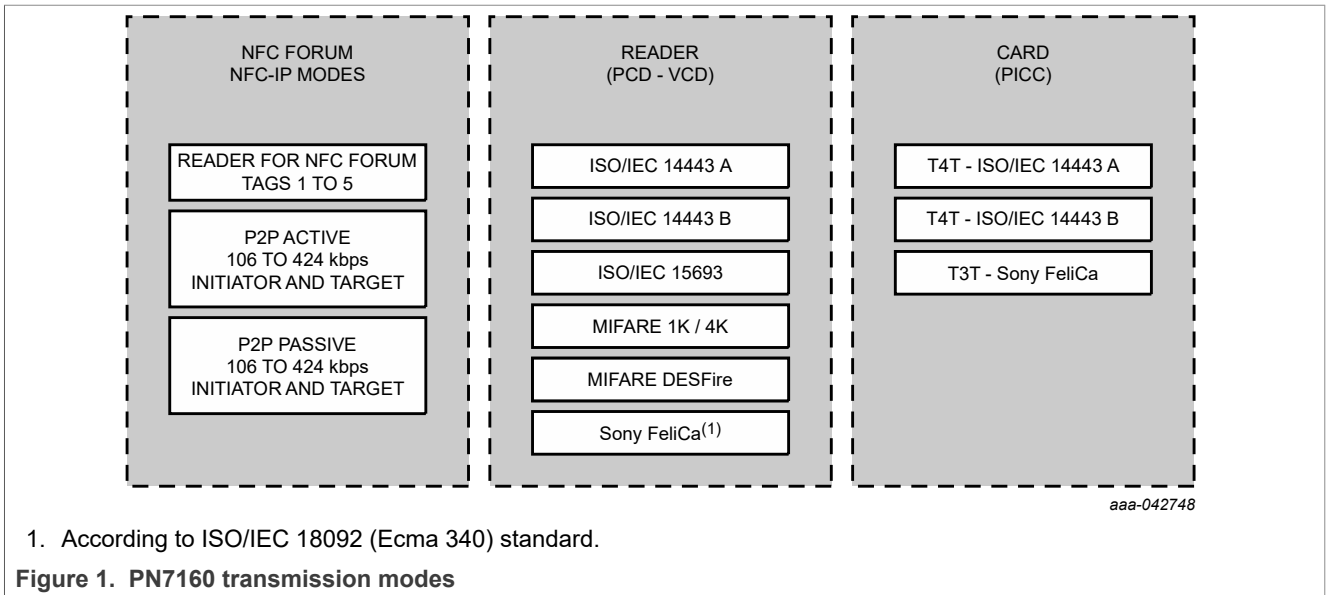 NFC FORUM
NFC-IP MODES
READER FOR NFC FORUM
TAGS 1 TO 5
P2P ACTIVE
106 TO 424 kbps
INITIATOR AND TARGET
P2P PASSIVE
106 TO 424 kbps
INITIATOR AND TARGET
READER
(PCD - VCD)
ISO/IEC 14443 A
ISO/IEC 14443 B
ISO/IEC 15693
MIFARE 1K / 4K
MIFARE DESFire
Sony FeliCa(1)
CARD
(PICC)
T4T - ISO/IEC 14443 A
T4T - ISO/IEC 14443 B
T3T - Sony FeliCa
aaa-042748
1. According to ISO/IEC 18092 (Ecma 340) standard.
Figure 1. PN7160 transmission modes